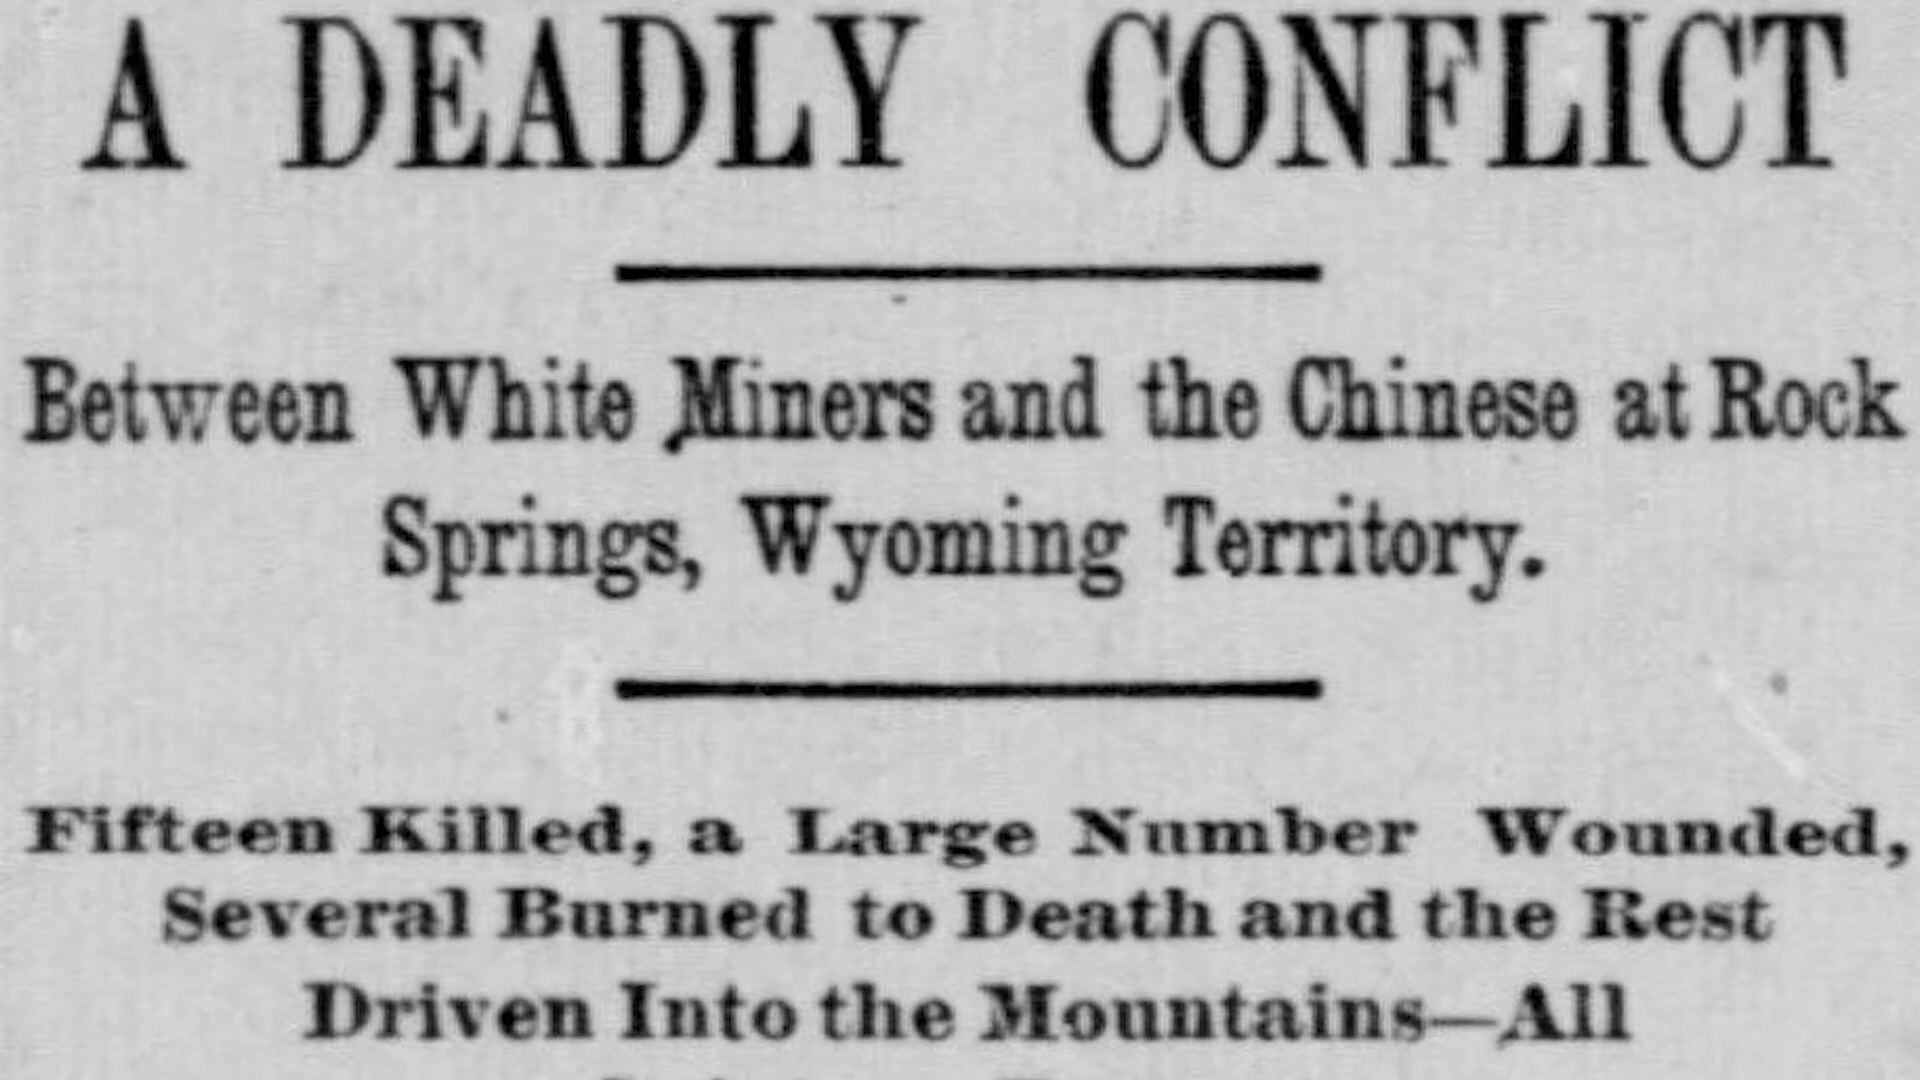 A DEADLY CONFLICT
Between White Miners and the Chinese at Rock
Springs, Wyoming Territory.
Fifteen Killed, a Large Number Wounded,
Several Burned to Death and the Rest
Driven Into the Mountains—All